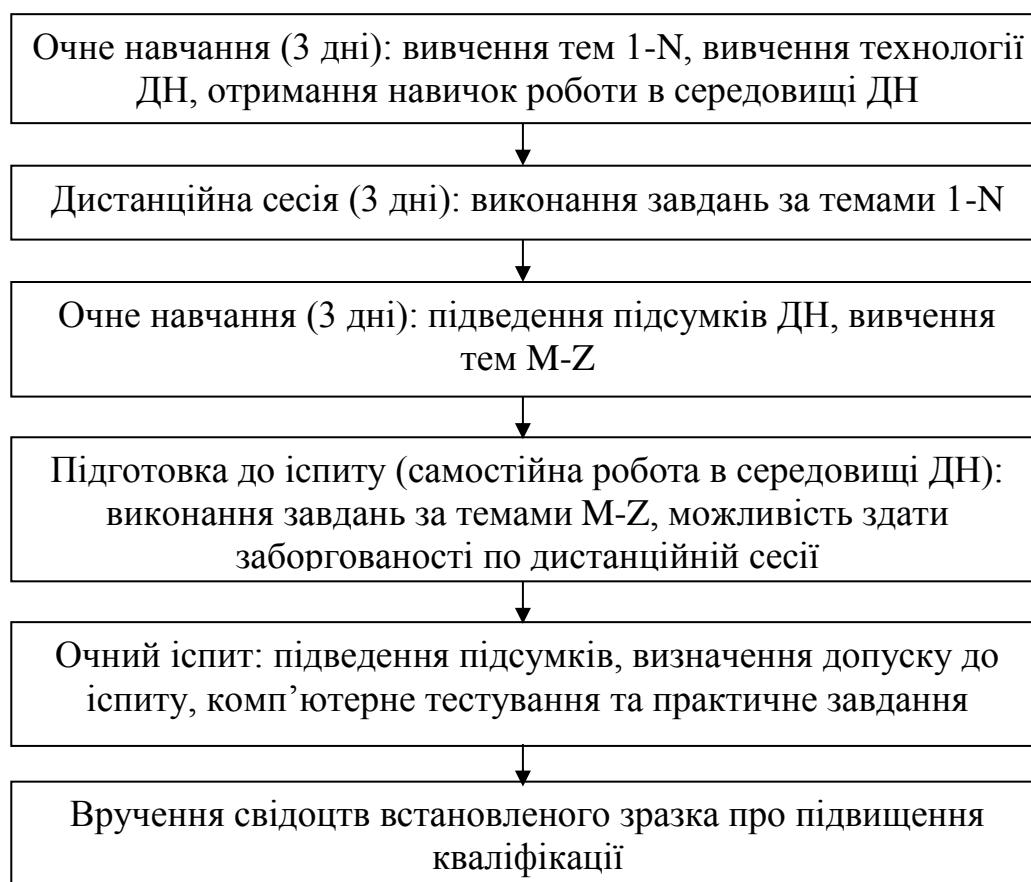 Очне навчання (3 дні): вивчення тем 1-N, вивчення технології
ДН, отримання навичок роботи в середовищі ДН
Дистанційна сесія (3 дні): виконання завдань за темами 1-N
Очне навчання (3 дні): підведення підсумків ДН, вивчення
тем M-Z
Підготовка до іспиту (самостійна робота в середовищі ДН):
виконання завдань за темами M-Z, можливість здати
заборгованості по дистанційній сесії
Очний іспит: підведення підсумків, визначення допуску до
іспиту, комп’ютерне тестування та практичне завдання
Вручення свідоцтв встановленого зразка про підвищення
кваліфікації